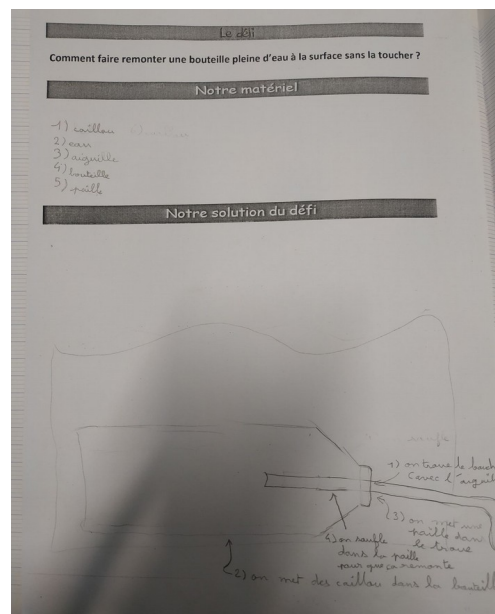 Le défi
Comment faire remonter une bouteille pleine d'eau à la surface sans la toucher ?
Notre matériel
1) caillou
2) eau
3) aiguille
4) bouteille
5) paille
Notre solution du défi
soufle
1) on troue le bouch
(avec l'aiguil
3) on met une
paille dans
le troue
4) on soufle
dans la paille
pour que ça remonte
2) on met des caillou dans la bouteill